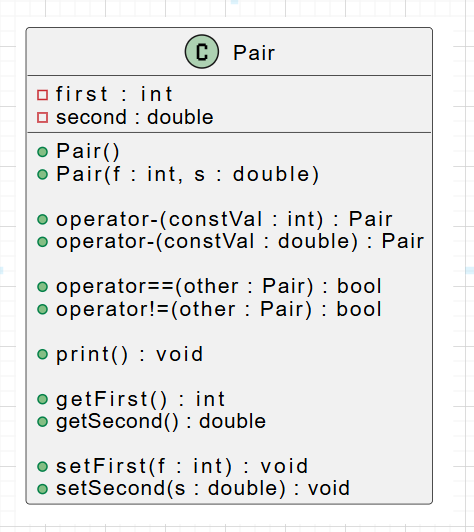 C Pair
first : int
second : double
Pair()
Pair(f : int, s : double)
operator-(constVal : int) : Pair
operator-(constVal : double) : Pair
operator==(other : Pair) : bool
operator!=(other : Pair) : bool
print() : void
getFirst() : int
getSecond() : double
setFirst(f : int) : void
setSecond(s : double) : void